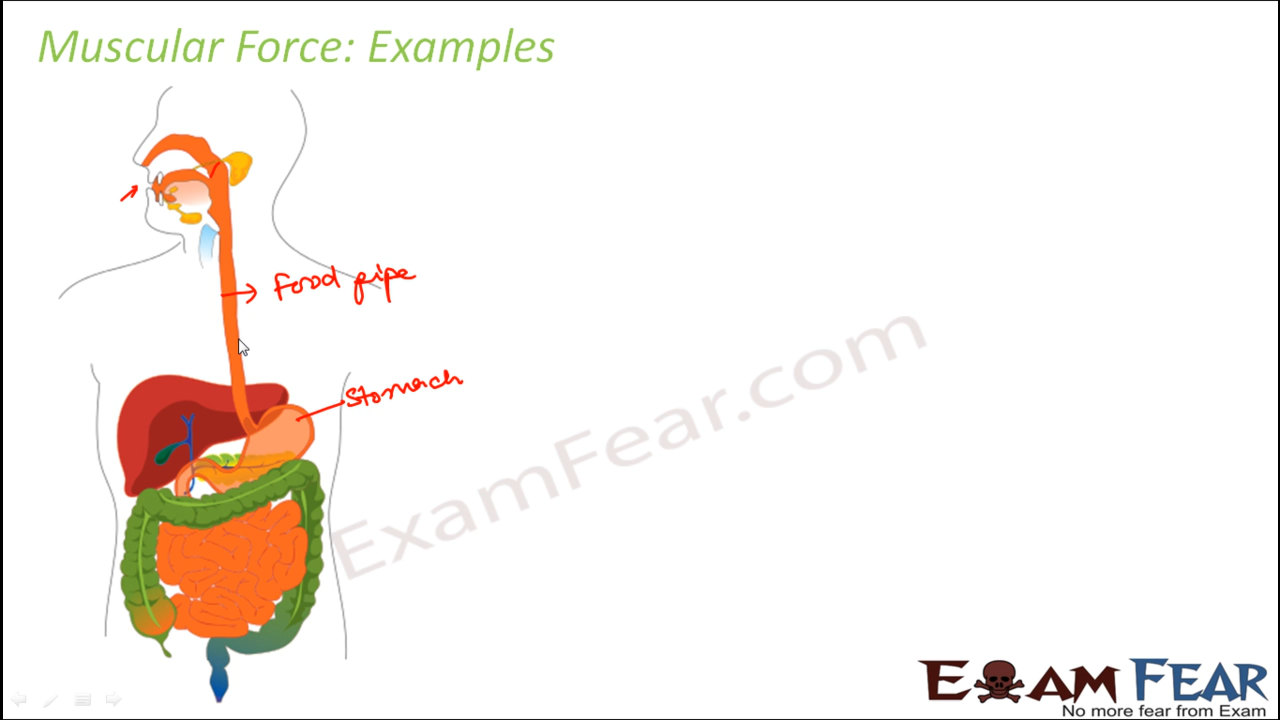 Muscular Force: Examples
Food pipe
Stomach
ExamFear.com
EXAM FEAR
No more fear from Exam